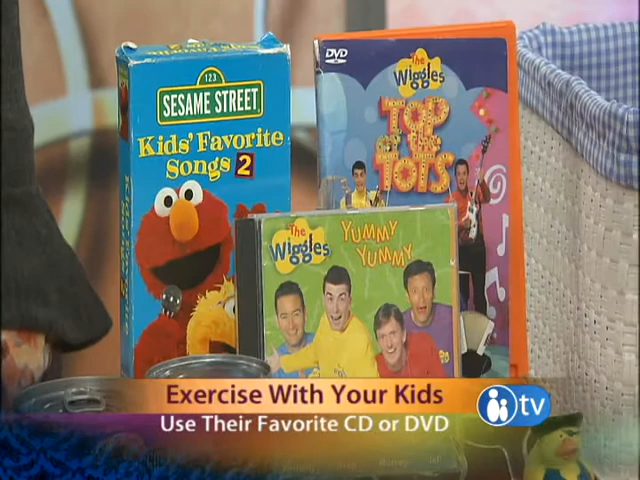 DVD
The
Wiggles
TOP
of the
TOTS
123
SESAME STREET
Kids' Favorite
Songs 2
The
Wiggles
YUMMY
YUMMY
Exercise With Your Kids
Use Their Favorite CD or DVD
tv